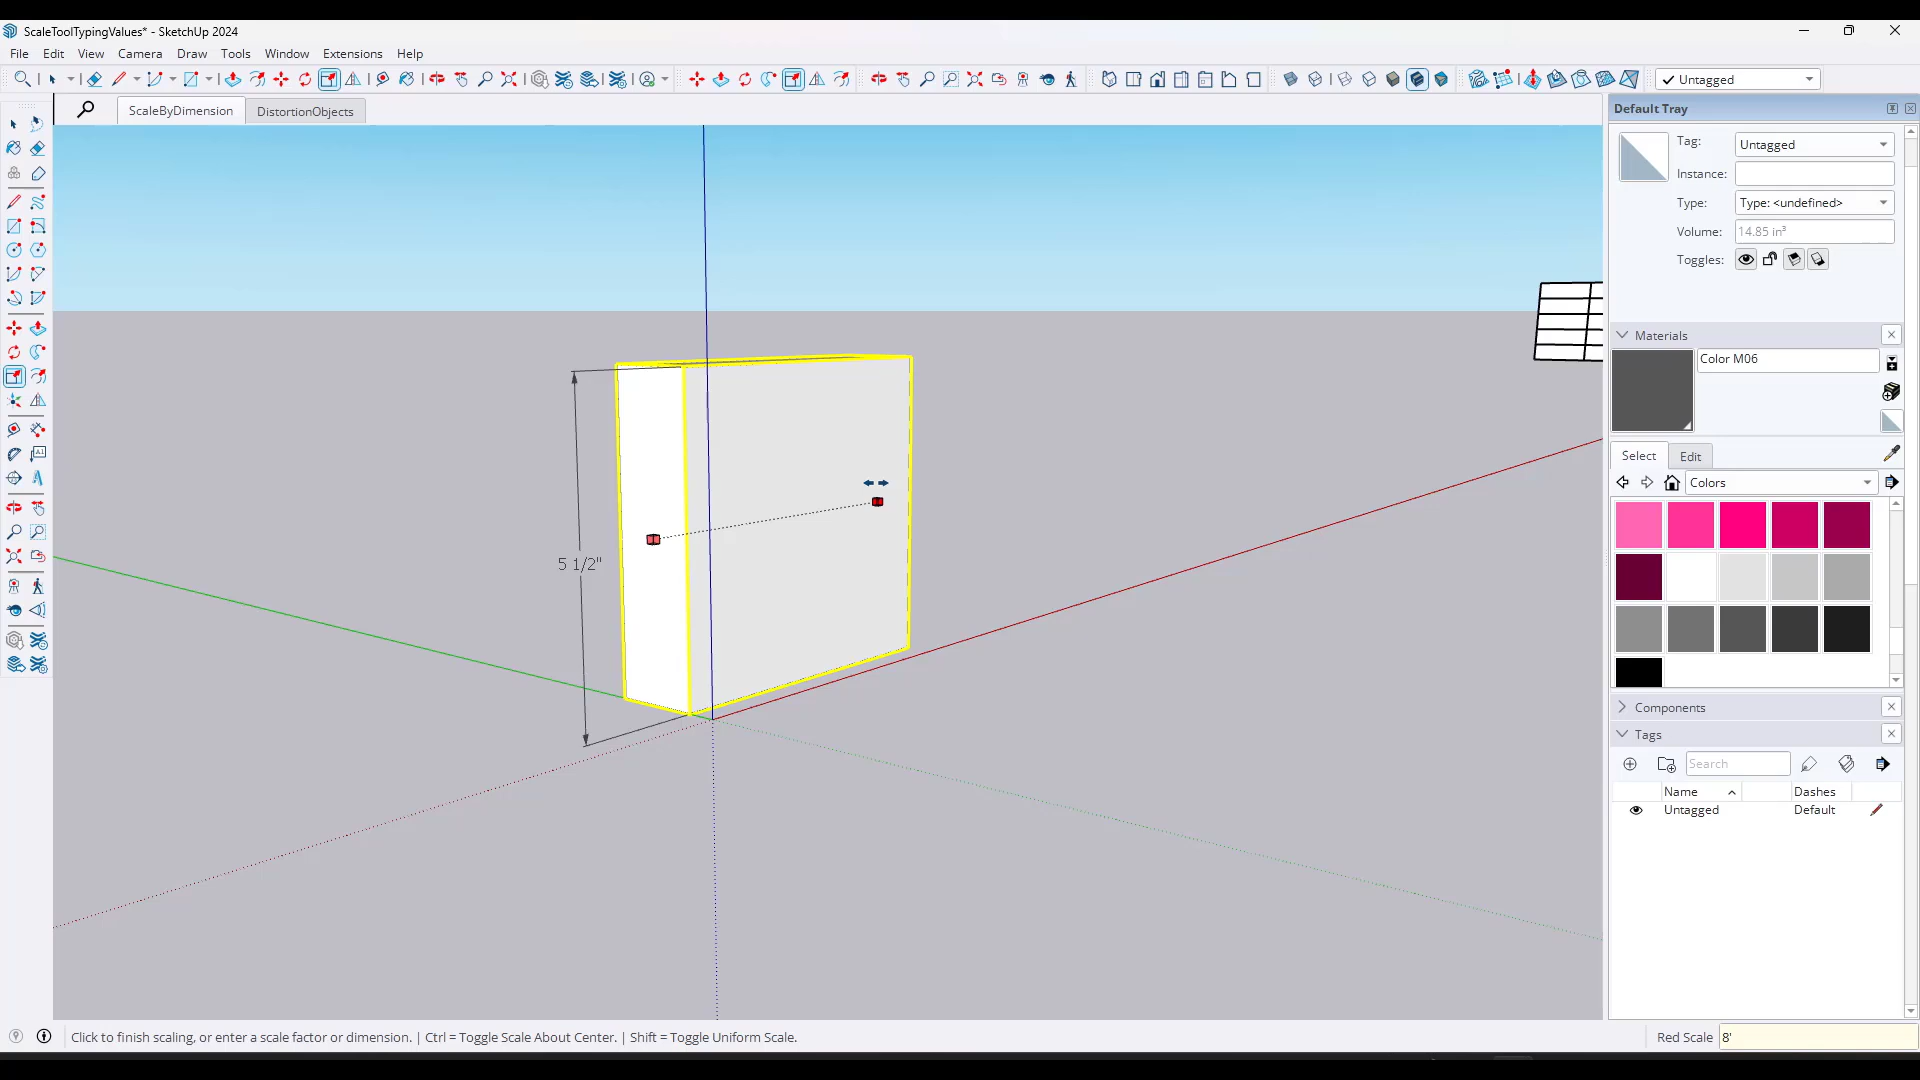 ScaleToolTypingValues* - SketchUp 2024
File Edit View Camera Draw Tools Window Extensions Help
Untagged
ScaleByDimension DistortionObjects
Default Tray
Tag: Untagged
Instance:
Type: Type: <undefined>
Volume: 14.85 in³
Toggles:
Materials
Color M06
Select Edit
Colors
5 1/2"
Components
Tags
Search
Name Dashes
Untagged Default
Click to finish scaling, or enter a scale factor or dimension. | Ctrl = Toggle Scale About Center. | Shift = Toggle Uniform Scale.
Red Scale 8'